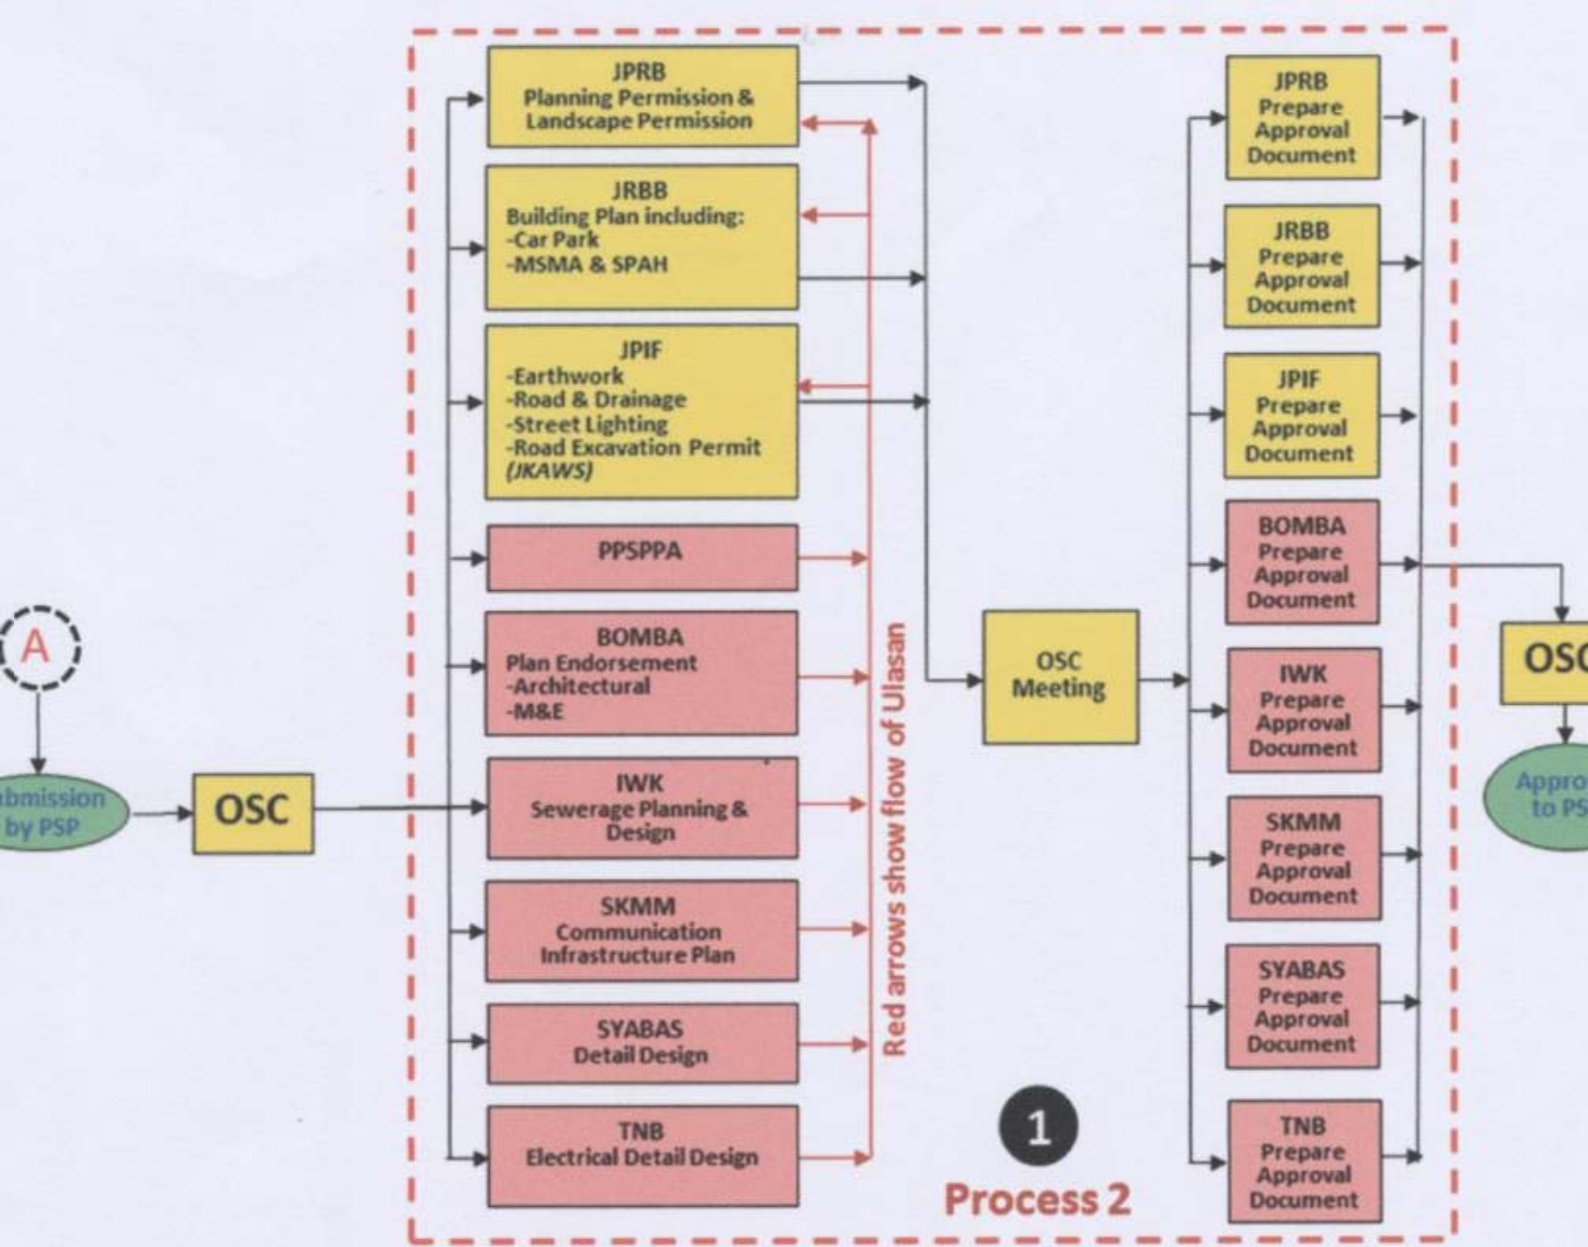 A
by PSP
OSC
JPRB
Planning Permission &
Landscape Permission
JRBB
Building Plan including:
-Car Park
-MSMA & SPAH
JPIF
-Earthwork
-Road & Drainage
-Street Lighting
-Road Excavation Permit
(JKAWS)
PPSPPA
BOMBA
Plan Endorsement
-Architectural
-M&E
IWK
Sewerage Planning &
Design
SKMM
Communication
Infrastructure Plan
SYABAS
Detail Design
TNB
Electrical Detail Design
Red arrows show flow of Ulasan
OSC
Meeting
1
Process 2
JPRB
Prepare
Approval
Document
JRBB
Prepare
Approval
Document
JPIF
Prepare
Approval
Document
BOMBA
Prepare
Approval
Document
IWK
Prepare
Approval
Document
SKMM
Prepare
Approval
Document
SYABAS
Prepare
Approval
Document
TNB
Prepare
Approval
Document
OSC
to